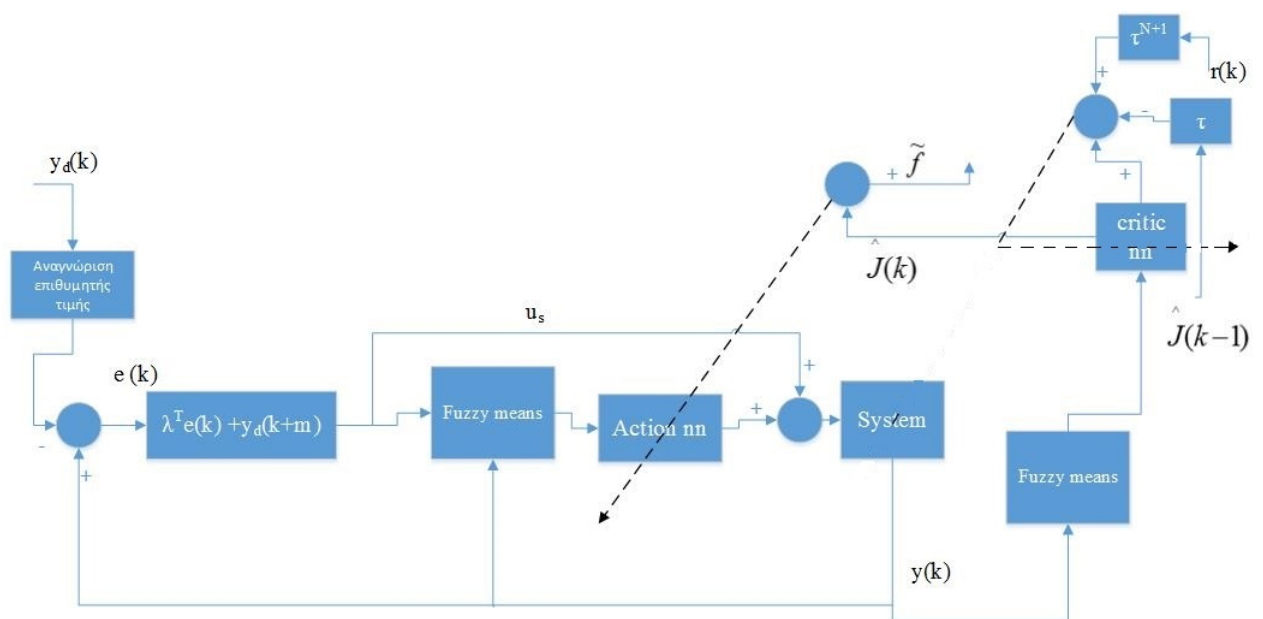 τ^{N+1}
+
r(k)
-
τ
y_d(k)
+
f̃
+
critic
nn
Ĵ(k)
Αναγνώριση
επιθυμητής
τιμής
u_s
Ĵ(k−1)
e (k)
+
λ^T e(k) +y_d(k+m)
Fuzzy means
Action nn
+
System
-
+
Fuzzy means
y(k)